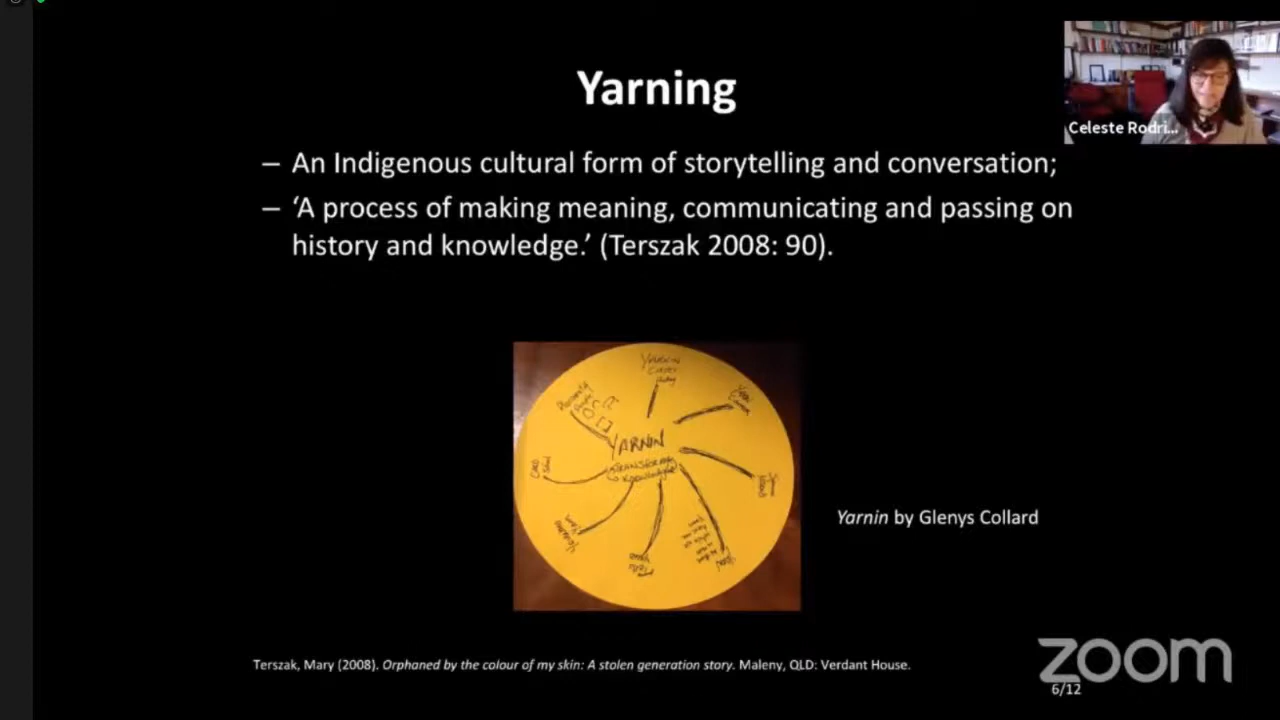 Yarning
Celeste Rodri...
– An Indigenous cultural form of storytelling and conversation;
– ‘A process of making meaning, communicating and passing on
history and knowledge.’ (Terszak 2008: 90).
YARNIN
Yarnin by Glenys Collard
Terszak, Mary (2008). Orphaned by the colour of my skin: A stolen generation story. Maleny, QLD: Verdant House.
zoom
6/12